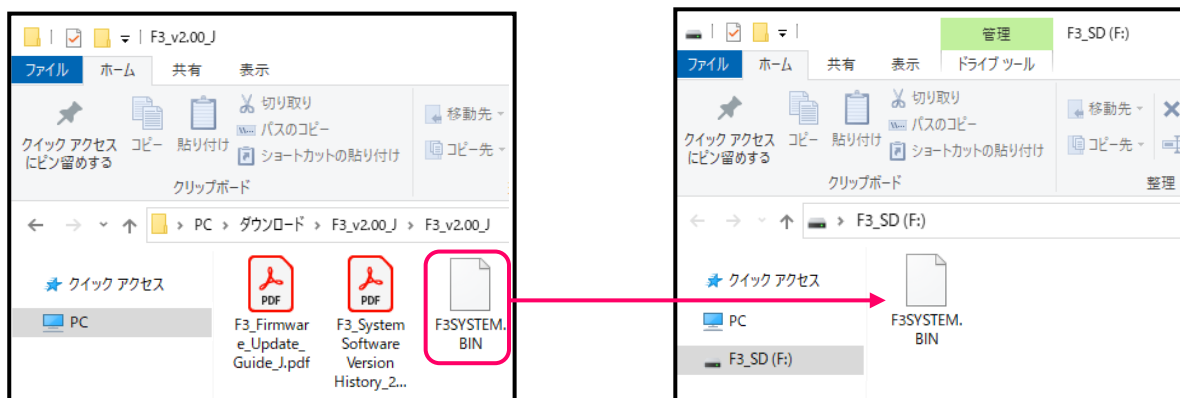 F3_v2.00_J
ファイル ホーム 共有 表示
クイック アクセス
にピン留めする
コピー
貼り付け
切り取り
パスのコピー
ショートカットの貼り付け
移動先
コピー先
クリップボード
PC > ダウンロード > F3_v2.00_J > F3_v2.00_J
クイック アクセス
PC
PDF
F3_Firmwar
e_Update_
Guide_J.pdf
PDF
F3_System
Software
Version
History_2...
F3SYSTEM.
BIN
管理 F3_SD (F:)
ファイル ホーム 共有 表示 ドライブ ツール
クイック アクセス
にピン留めする
コピー
貼り付け
切り取り
パスのコピー
ショートカットの貼り付け
移動先
コピー先
クリップボード
整理
F3_SD (F:)
クイック アクセス
PC
F3_SD (F:)
F3SYSTEM.
BIN